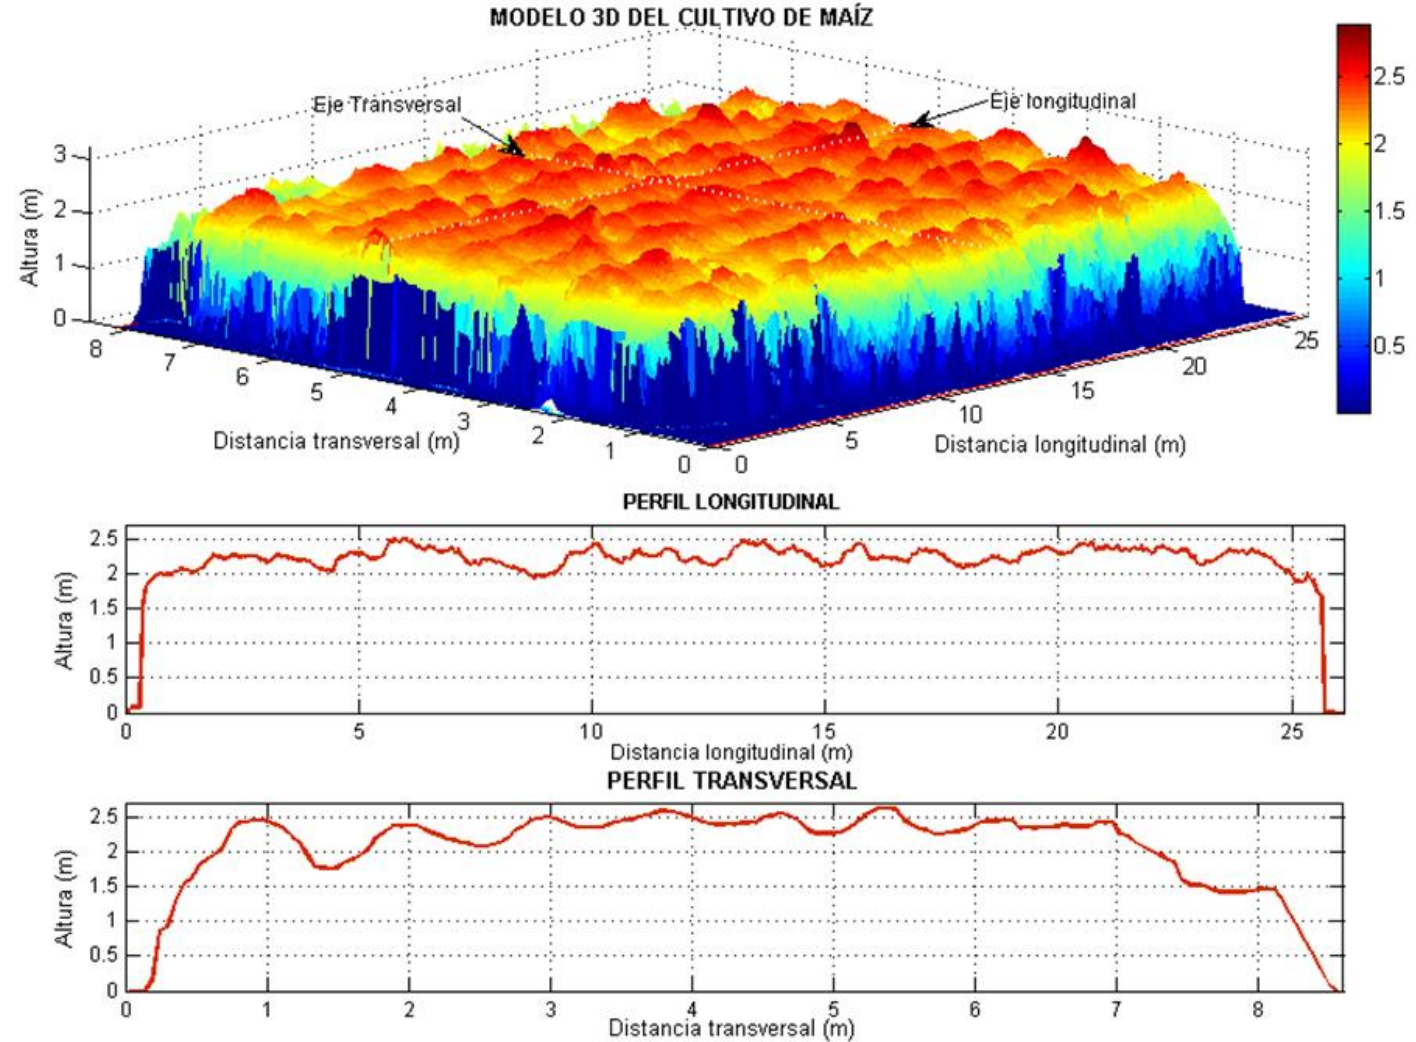 MODELO 3D DEL CULTIVO DE MAÍZ
Eje Transversal
Eje longitudinal
2.5
2
1.5
1
0.5
3
2
1
0
Altura (m)
8
7
6
5
4
3
2
1
0
Distancia transversal (m)
0
5
10
15
20
25
Distancia longitudinal (m)
PERFIL LONGITUDINAL
2.5
2
1.5
1
0.5
0
Altura (m)
0 5 10 15 20 25
Distancia longitudinal (m)
PERFIL TRANSVERSAL
2.5
2
1.5
1
0.5
0
Altura (m)
0 1 2 3 4 5 6 7 8
Distancia transversal (m)